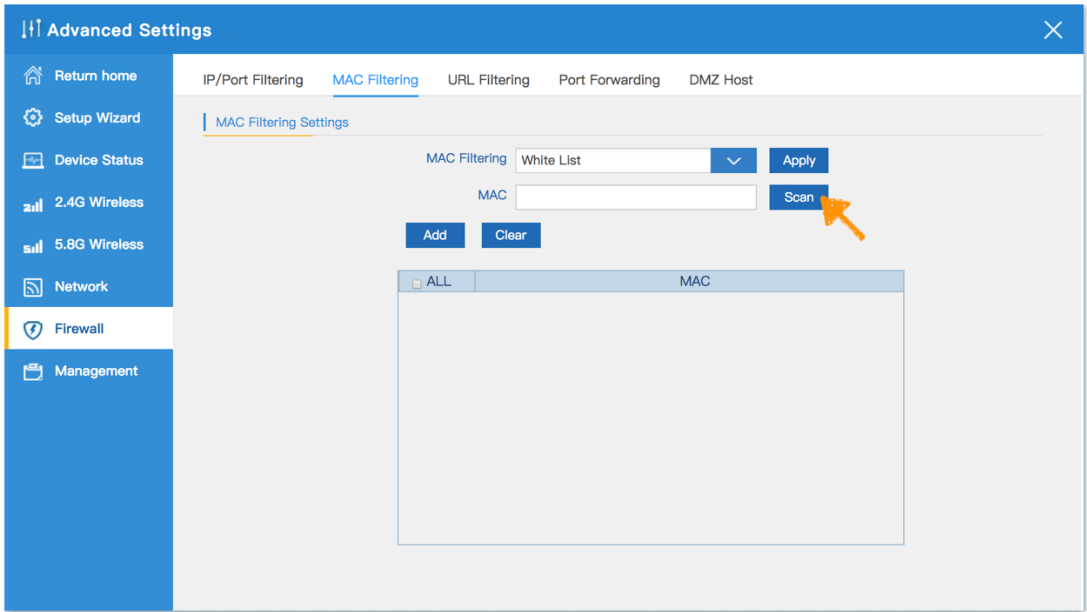 Advanced Settings
Return home
Setup Wizard
Device Status
2.4G Wireless
5.8G Wireless
Network
Firewall
Management
IP/Port Filtering MAC Filtering URL Filtering Port Forwarding DMZ Host
MAC Filtering Settings
MAC Filtering White List Apply
MAC Scan
Add Clear
ALL MAC